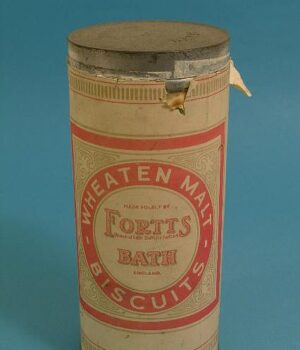 WHEATEN MALT
MADE SOLELY BY
FORTTS
BATH
ENGLAND.
BISCUITS